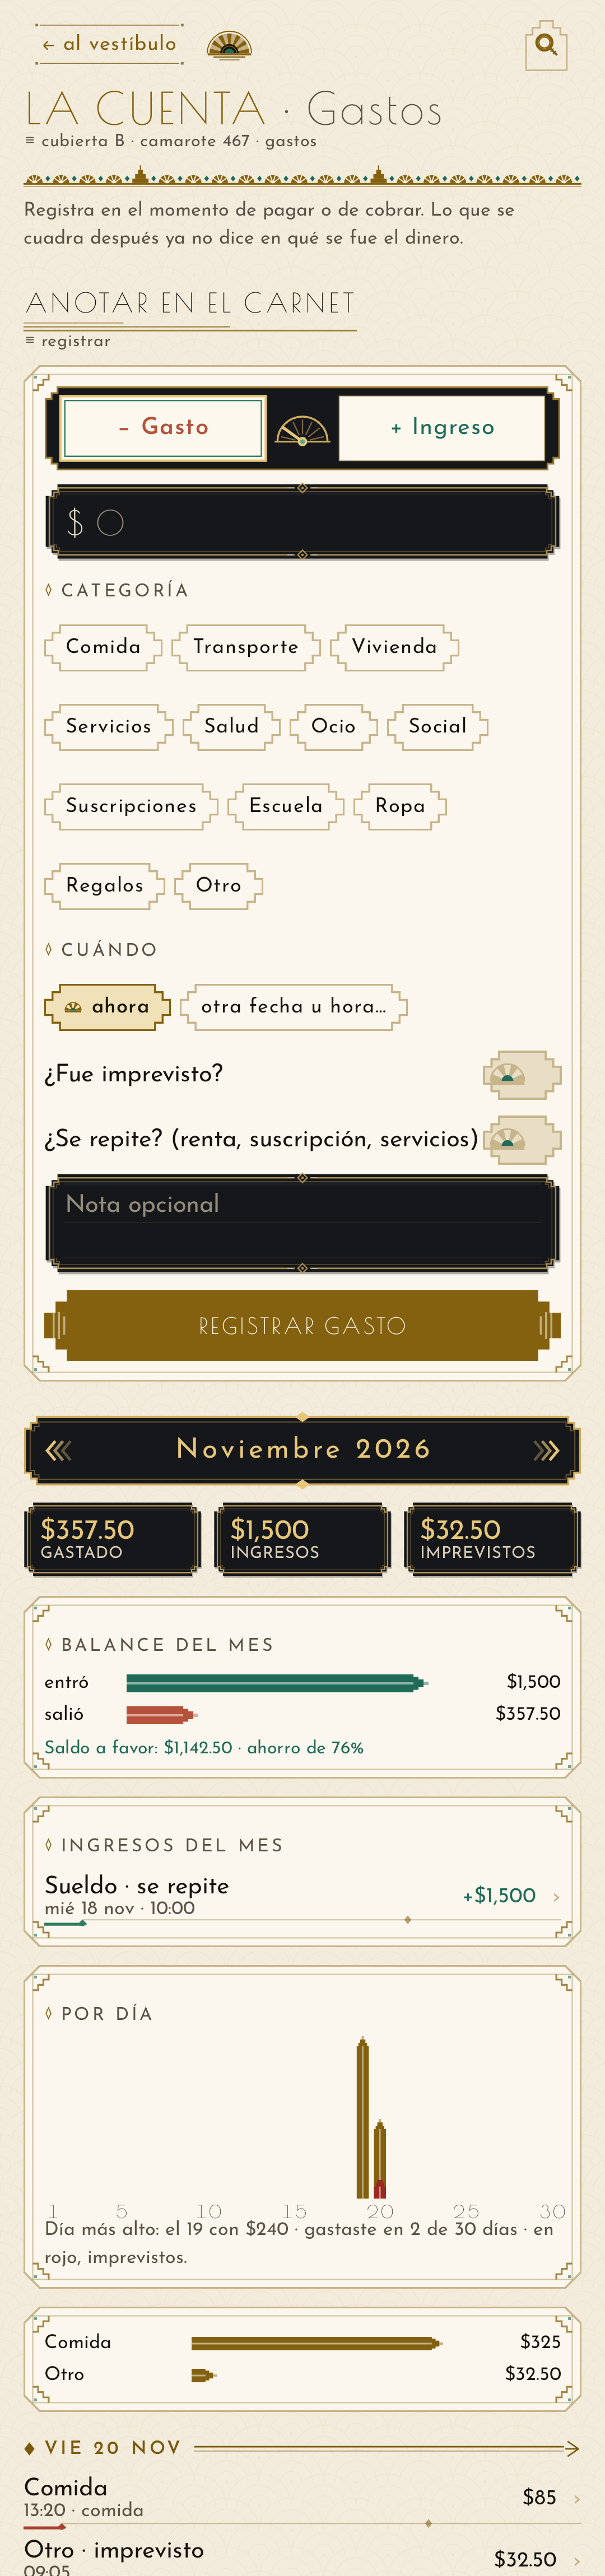 ← al vestíbulo
LA CUENTA · Gastos
≡ cubierta B · camarote 467 · gastos
Registra en el momento de pagar o de cobrar. Lo que se
cuadra después ya no dice en qué se fue el dinero.
ANOTAR EN EL CARNET
≡ registrar
− Gasto
+ Ingreso
$ 0
◊ CATEGORÍA
Comida Transporte Vivienda
Servicios Salud Ocio Social
Suscripciones Escuela Ropa
Regalos Otro
◊ CUÁNDO
ahora otra fecha u hora...
¿Fue imprevisto?
¿Se repite? (renta, suscripción, servicios)
Nota opcional
REGISTRAR GASTO
Noviembre 2026
$357.50 $1,000 $32.50
GASTADO INGRESOS IMPREVISTOS
◊ BALANCE DEL MES
entró $1,500
salió $357.50
Saldo a favor: $1,142.50 · ahorro de 76%
◊ INGRESOS DEL MES
Sueldo · se repite
mié 18 nov · 10:00
+$1,500 ›
◊ POR DÍA
1 5 10 15 20 25 30
Día más alto: el 19 con $240 · gastaste en 2 de 30 días · en
rojo, imprevistos.
Comida $325
Otro $32.50
♦ VIE 20 NOV
Comida
13:20 · comida
$85 ›
Otro · imprevisto
09:05
$32.50 ›